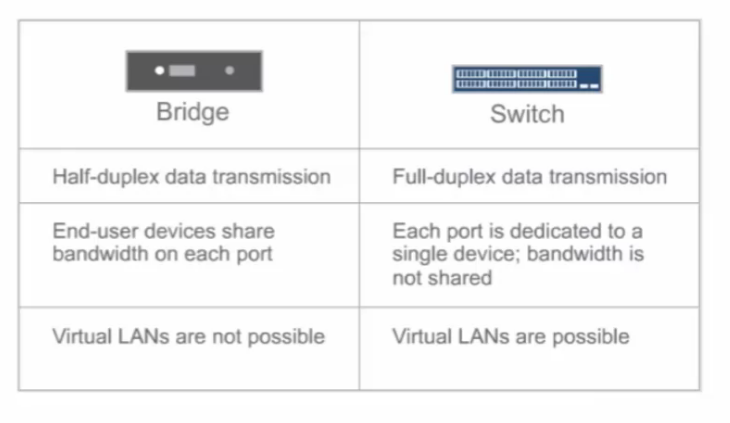 Bridge
Switch
Half-duplex data transmission
Full-duplex data transmission
End-user devices share
bandwidth on each port
Each port is dedicated to a
single device; bandwidth is
not shared
Virtual LANs are not possible
Virtual LANs are possible